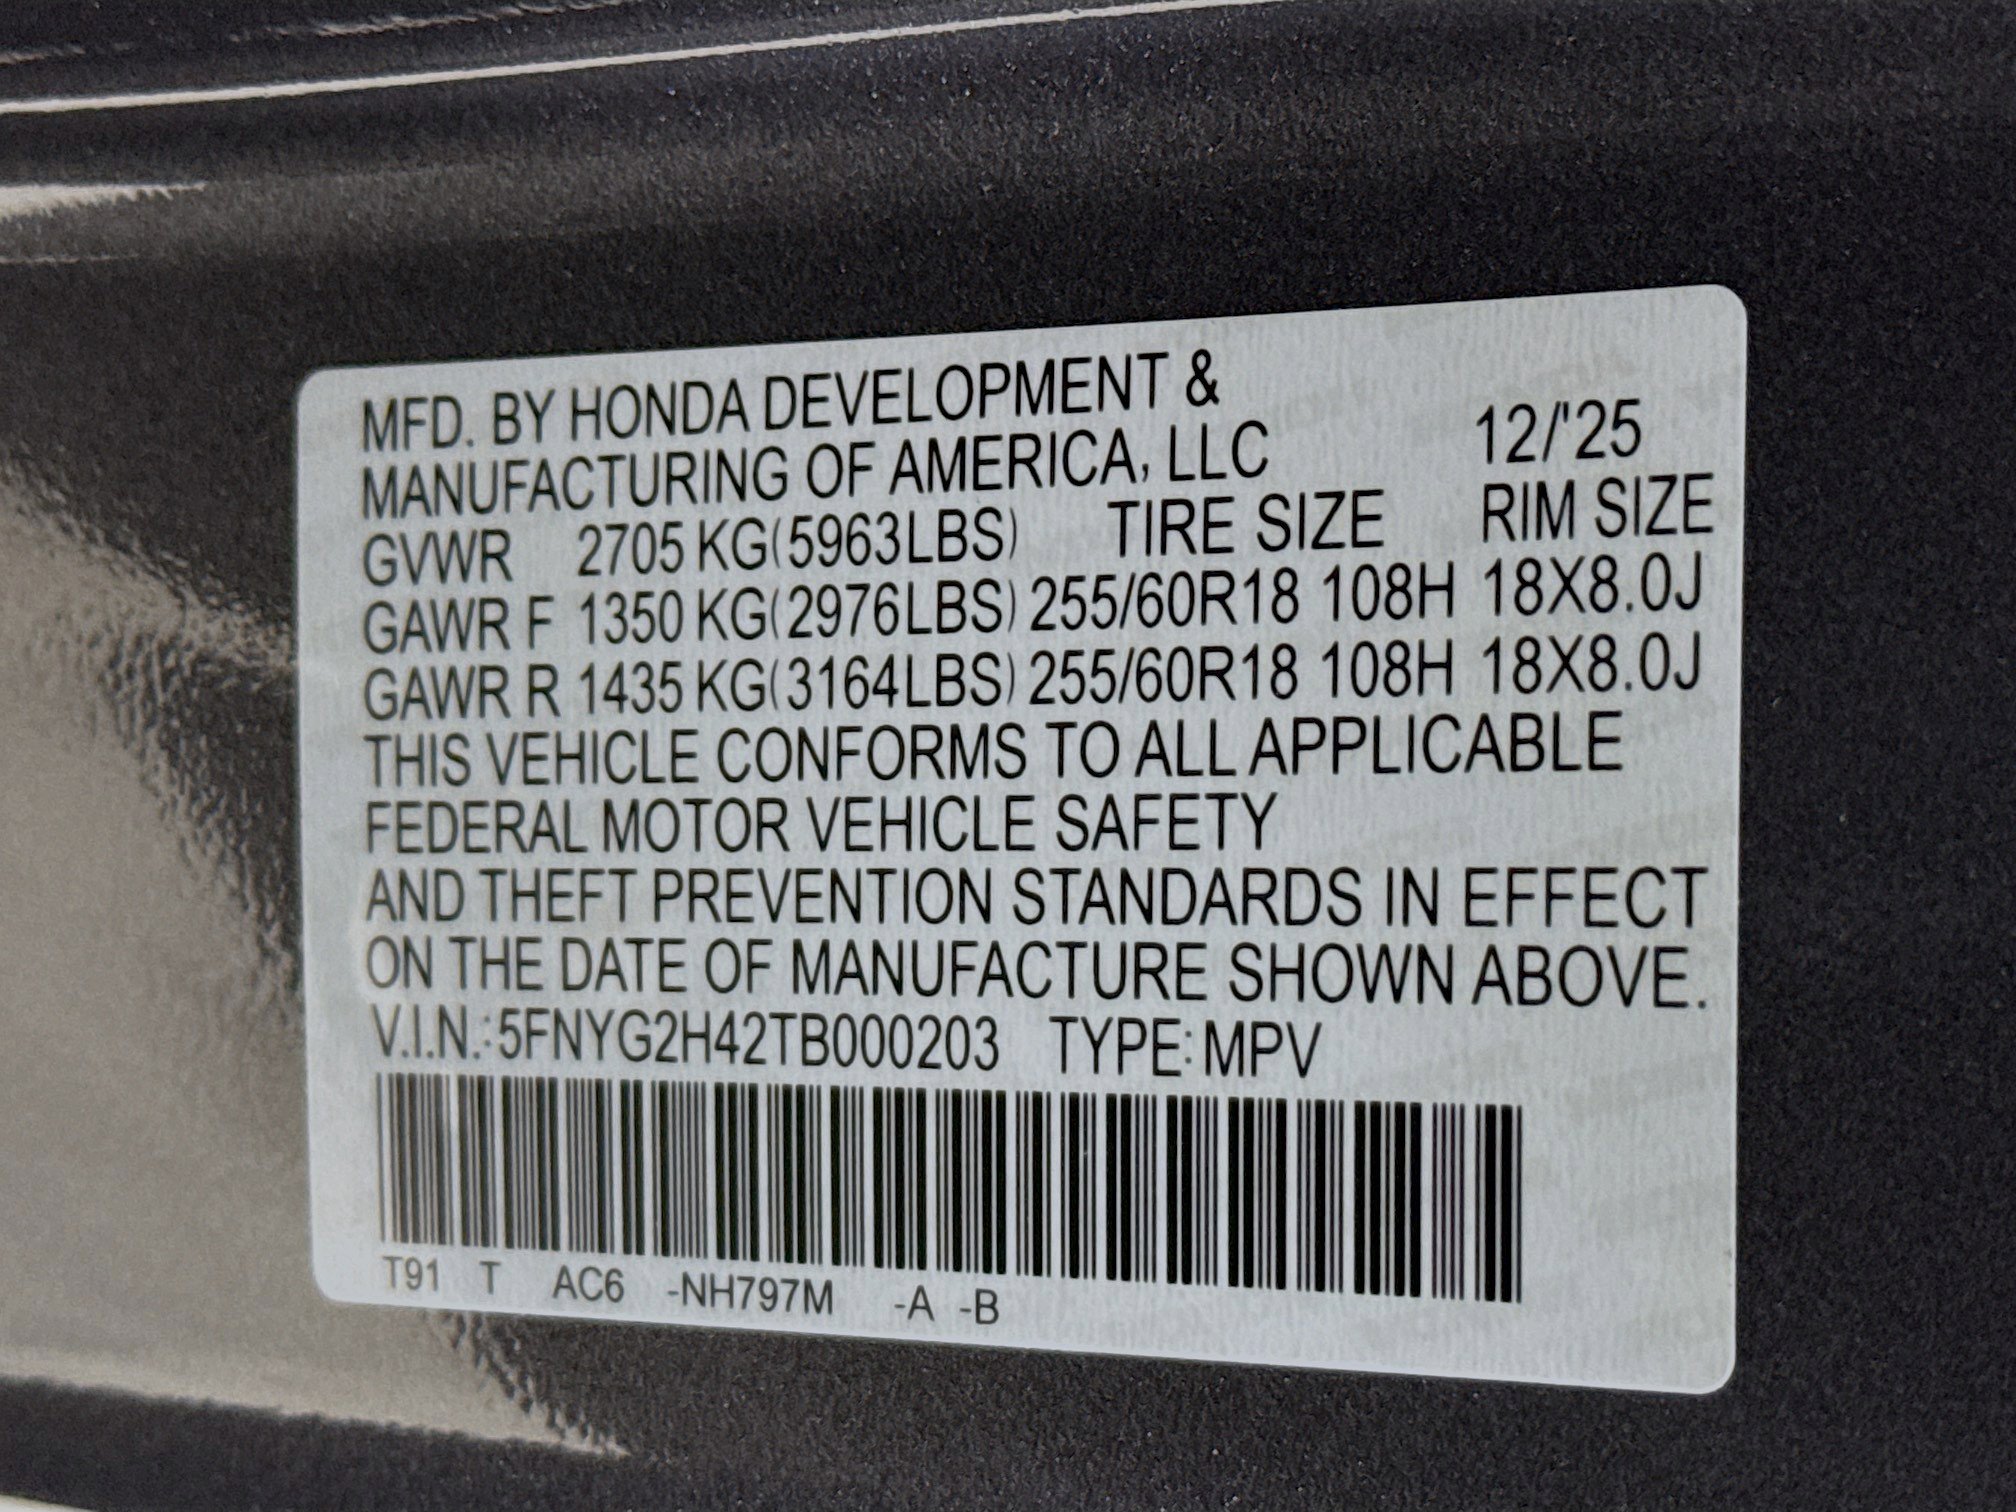 MFD. BY HONDA DEVELOPMENT &
MANUFACTURING OF AMERICA, LLC 12/'25
GVWR 2705 KG(5963LBS) TIRE SIZE RIM SIZE
GAWR F 1350 KG(2976LBS) 255/60R18 108H 18X8.0J
GAWR R 1435 KG(3164LBS) 255/60R18 108H 18X8.0J
THIS VEHICLE CONFORMS TO ALL APPLICABLE
FEDERAL MOTOR VEHICLE SAFETY
AND THEFT PREVENTION STANDARDS IN EFFECT
ON THE DATE OF MANUFACTURE SHOWN ABOVE.
V.I.N.:5FNYG2H42TB000203 TYPE:MPV
T91 T AC6 -NH797M -A -B